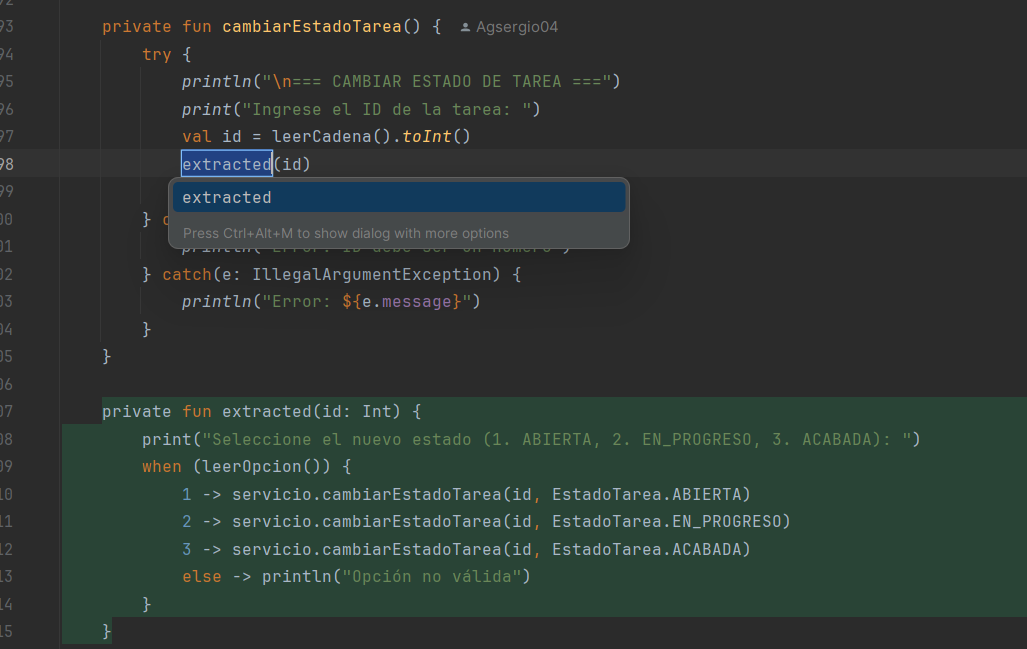 92
93 private fun cambiarEstadoTarea() { Agsergio04
94 try {
95 println("\n=== CAMBIAR ESTADO DE TAREA ===")
96 print("Ingrese el ID de la tarea: ")
97 val id = leerCadena().toInt()
98 extracted(id)
99 extracted
00 } c
Press Ctrl+Alt+M to show dialog with more options
01 println("Error: ID debe ser un número")
02 } catch(e: IllegalArgumentException) {
03 println("Error: ${e.message}")
04 }
05 }
06
07 private fun extracted(id: Int) {
08 print("Seleccione el nuevo estado (1. ABIERTA, 2. EN_PROGRESO, 3. ACABADA): ")
09 when (leerOpcion()) {
10 1 -> servicio.cambiarEstadoTarea(id, EstadoTarea.ABIERTA)
11 2 -> servicio.cambiarEstadoTarea(id, EstadoTarea.EN_PROGRESO)
12 3 -> servicio.cambiarEstadoTarea(id, EstadoTarea.ACABADA)
13 else -> println("Opción no válida")
14 }
15 }